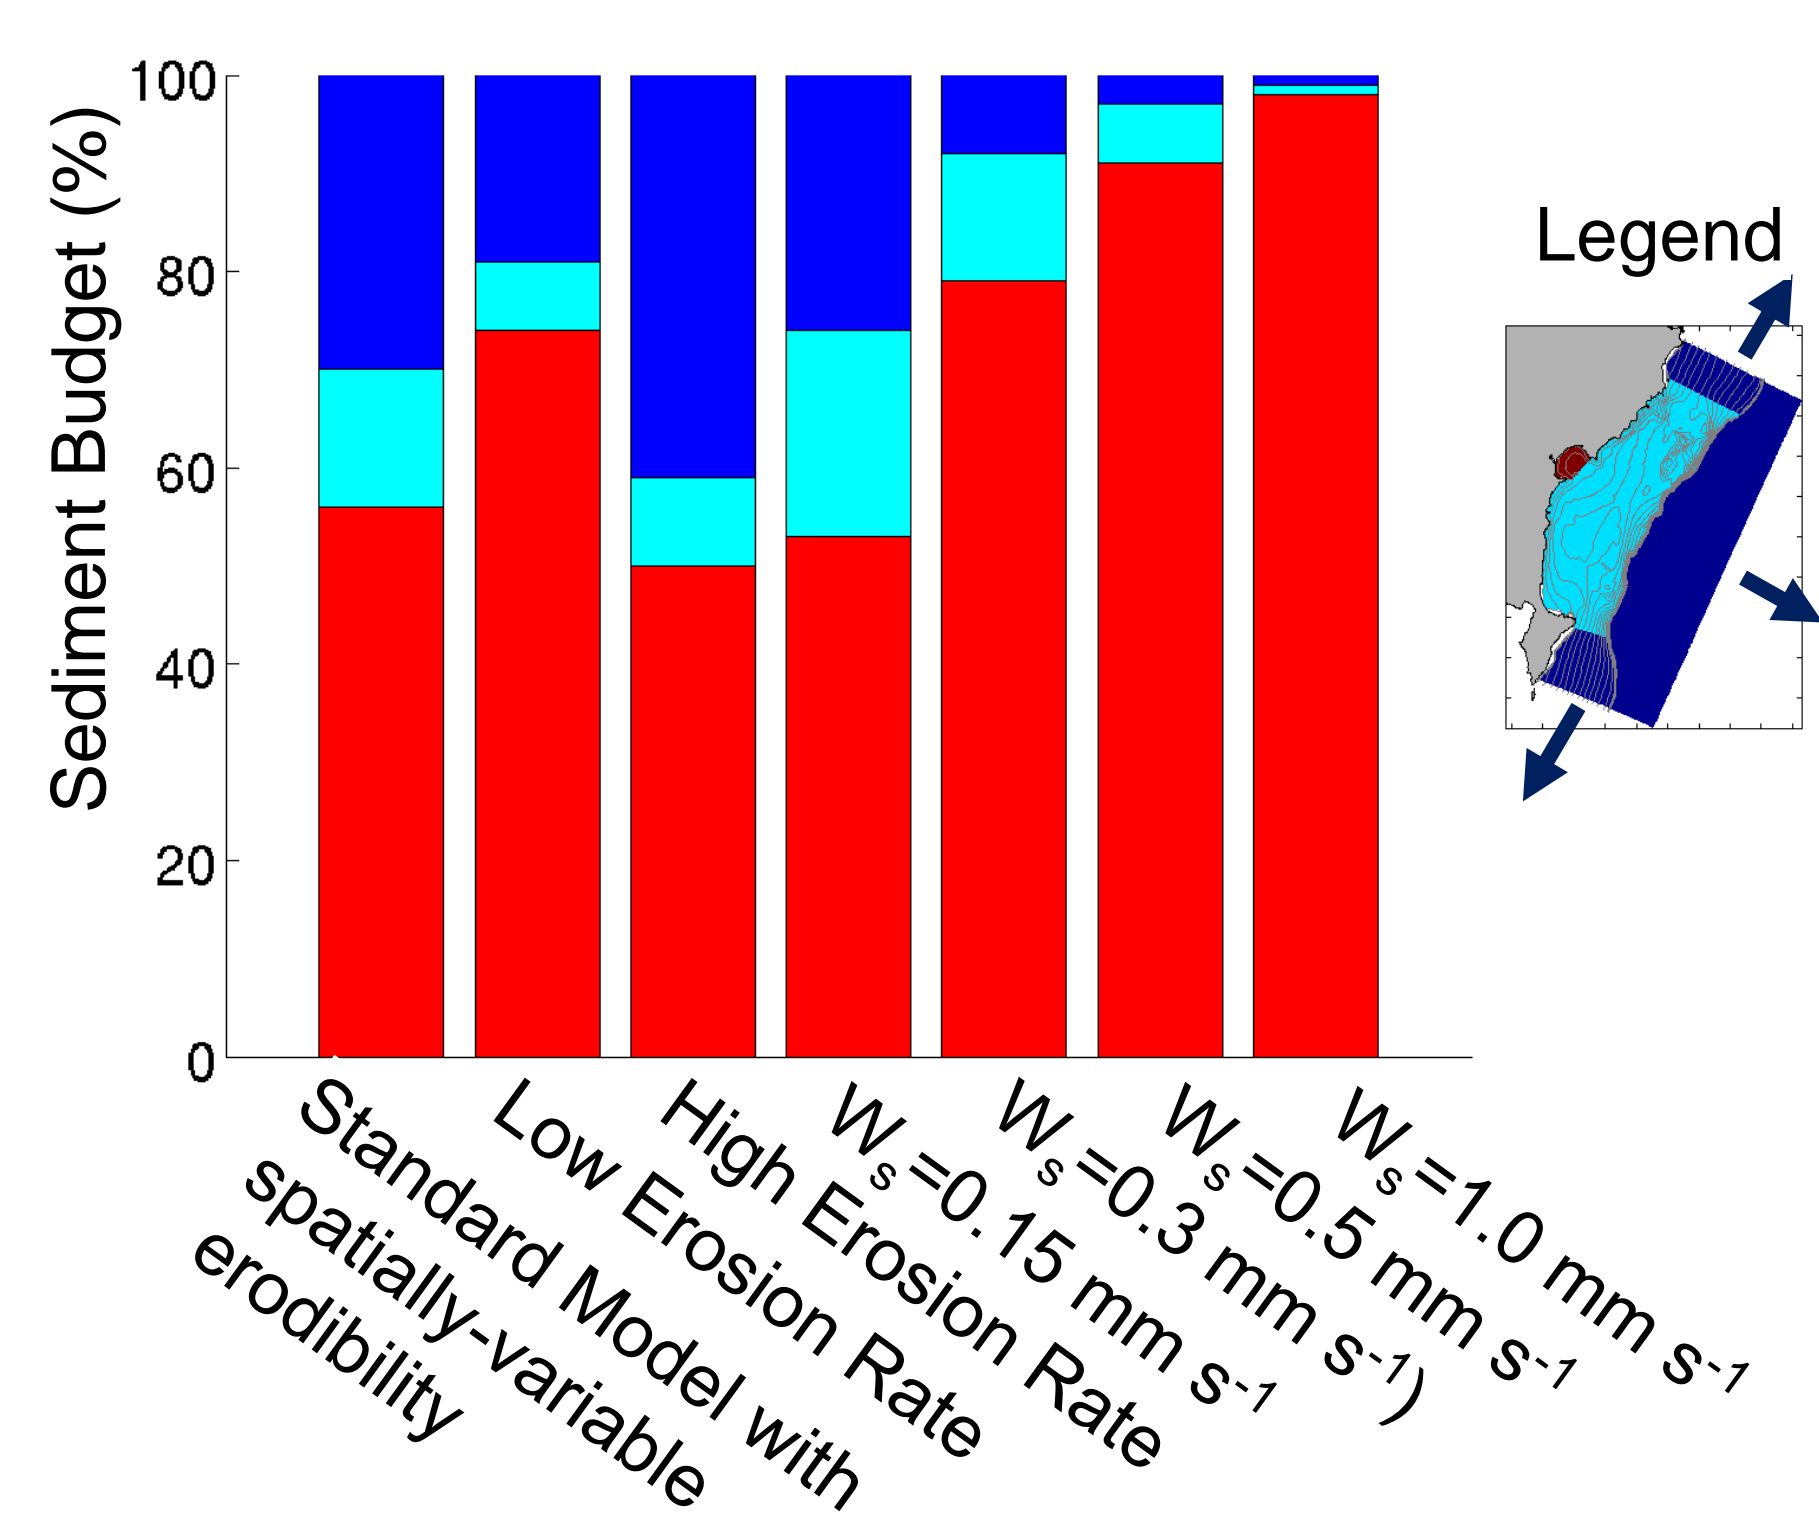 Sediment Budget (%)
100
80
60
40
20
0
Standard Model with
spatially-variable
erodibility
Low Erosion Rate
High Erosion Rate
Ws=0.15 mm s-1
Ws=0.3 mm s-1)
Ws=0.5 mm s-1
Ws=1.0 mm s-1
Legend